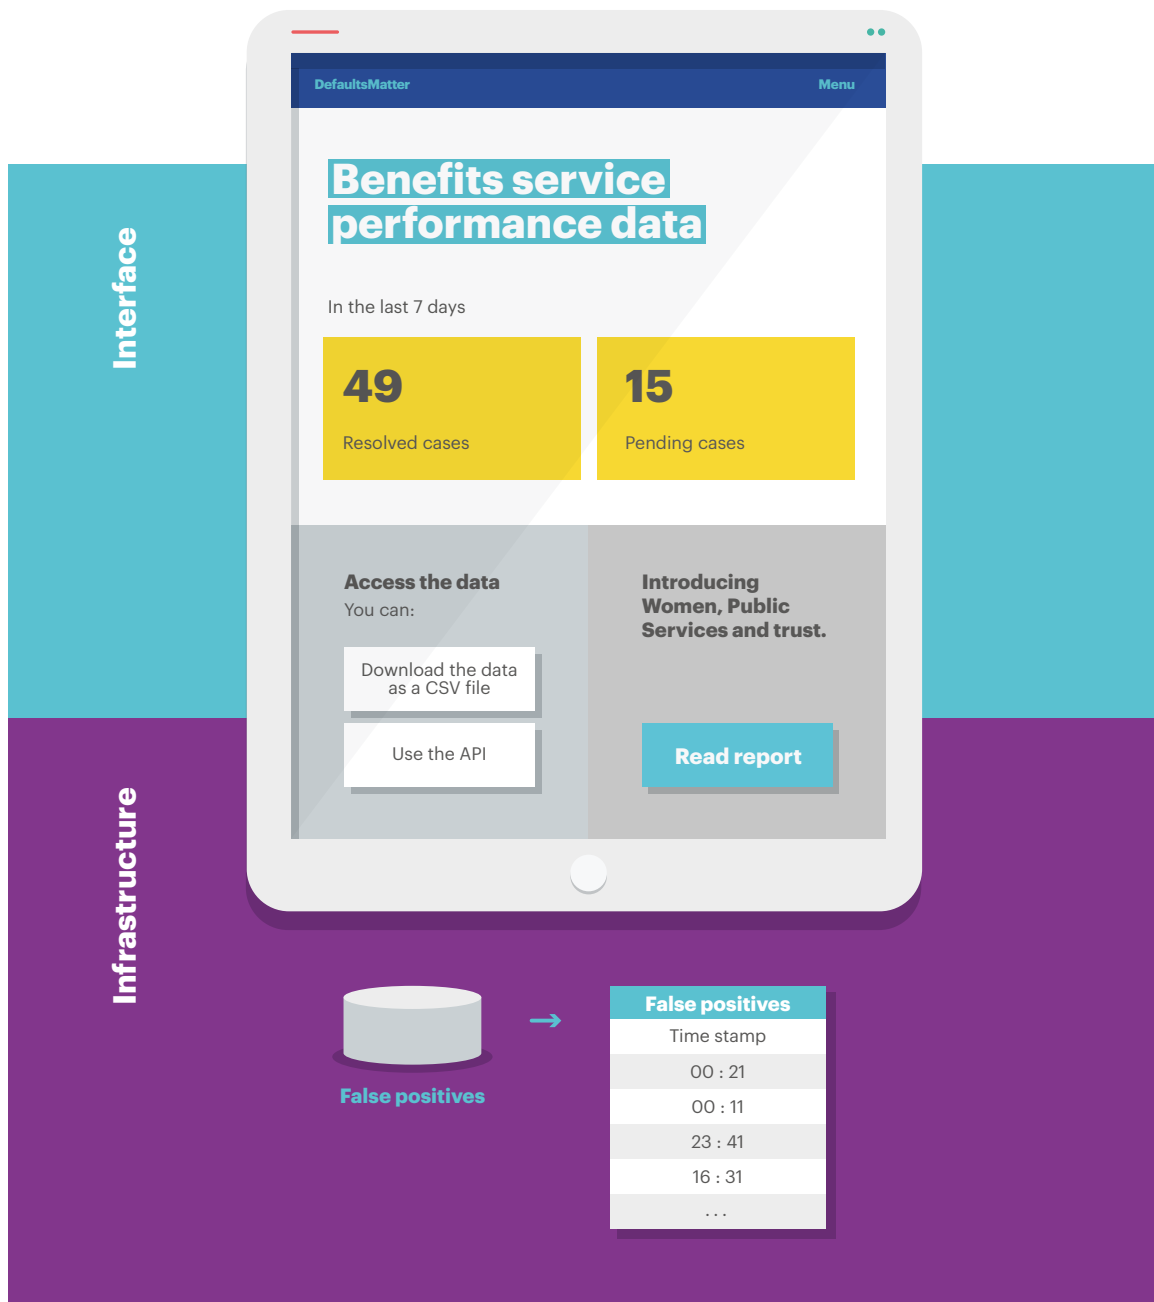 DefaultsMatter
Menu
Interface
Benefits service
performance data
In the last 7 days
49
Resolved cases
15
Pending cases
Access the data
You can:
Download the data
as a CSV file
Use the API
Introducing
Women, Public
Services and trust.
Read report
Infrastructure
False positives
False positives
Time stamp
00 : 21
00 : 11
23 : 41
16 : 31
. . .